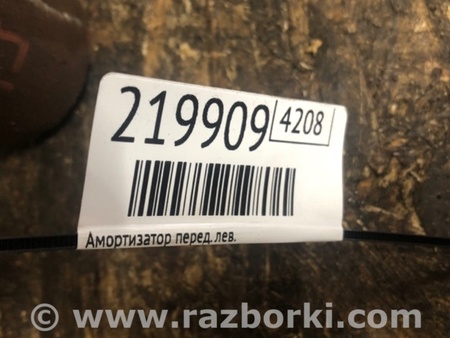 219909 4208
Амортизатор перед. лев.
© www.razborki.com